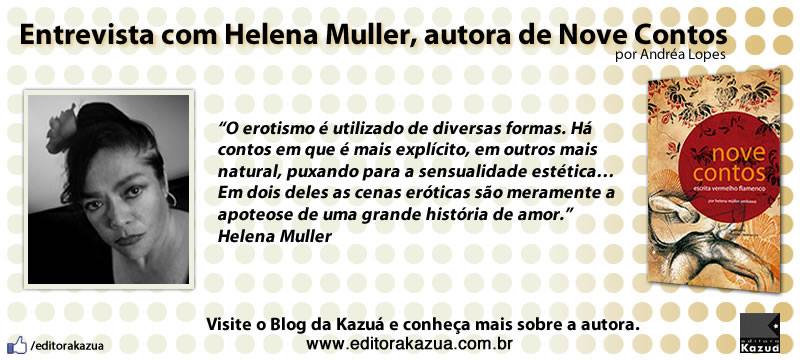 Entrevista com Helena Muller, autora de Nove Contos
por Andréa Lopes
“O erotismo é utilizado de diversas formas. Há
contos em que é mais explícito, em outros mais
natural, puxando para a sensualidade estética...
Em dois deles as cenas eróticas são meramente a
apoteose de uma grande história de amor.”
Helena Muller
nove
contos
escrita vermelho flamenco
por helena müller
Visite o Blog da Kazuá e conheça mais sobre a autora.
www.editorakazua.com.br
/editorakazua
editora
Kazuá